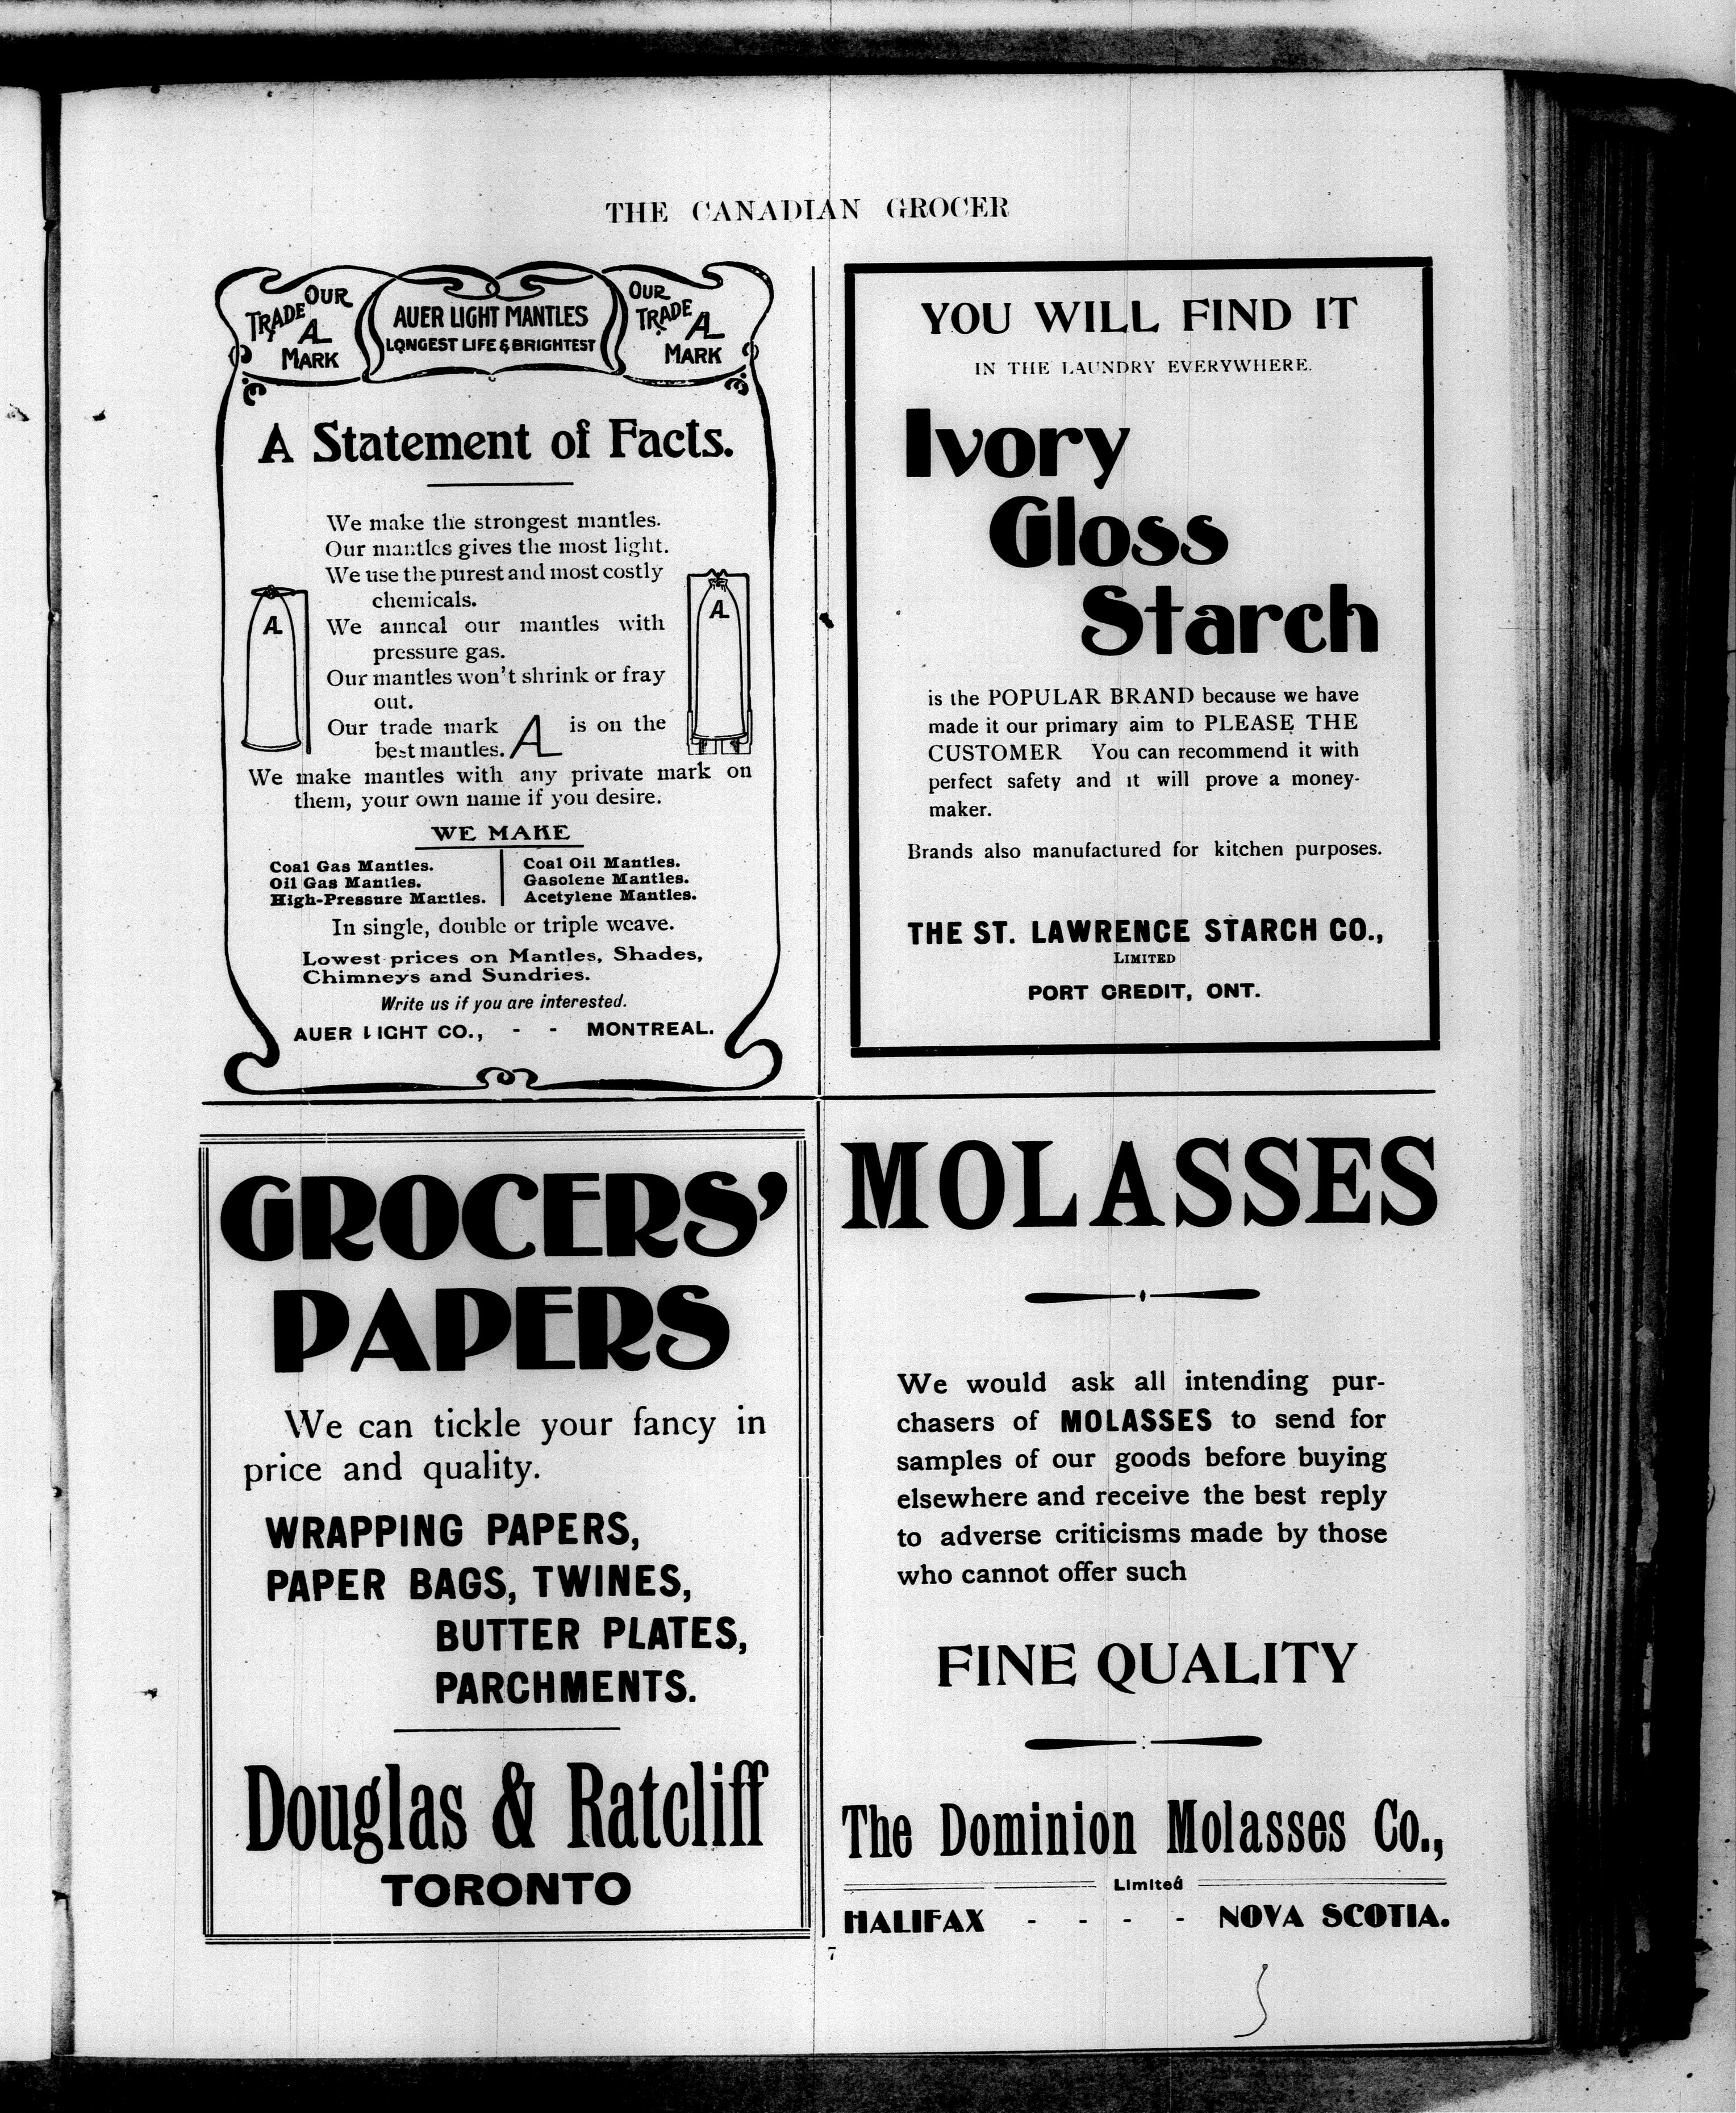 THE CANADIAN GROCER
OUR
TRADE
AL
MARK
AUER LIGHT MANTLES
LONGEST LIFE & BRIGHTEST
OUR
TRADE
AL
MARK
A Statement of Facts.
We make the strongest mantles.
Our mantles gives the most light.
We use the purest and most costly
chemicals.
We anneal our mantles with
pressure gas.
Our mantles won't shrink or fray
out.
Our trade mark AL is on the
best mantles.
AL
AL
We make mantles with any private mark on
them, your own name if you desire.
WE MAKE
Coal Gas Mantles.
Oil Gas Mantles.
High-Pressure Mantles.
Coal Oil Mantles.
Gasolene Mantles.
Acetylene Mantles.
In single, double or triple weave.
Lowest prices on Mantles, Shades,
Chimneys and Sundries.
Write us if you are interested.
AUER LIGHT CO., - - MONTREAL.
YOU WILL FIND IT
IN THE LAUNDRY EVERYWHERE.
Ivory
Gloss
Starch
is the POPULAR BRAND because we have
made it our primary aim to PLEASE THE
CUSTOMER You can recommend it with
perfect safety and it will prove a money-
maker.
Brands also manufactured for kitchen purposes.
THE ST. LAWRENCE STARCH CO.,
LIMITED
PORT CREDIT, ONT.
GROCERS'
PAPERS
We can tickle your fancy in
price and quality.
WRAPPING PAPERS,
PAPER BAGS, TWINES,
BUTTER PLATES,
PARCHMENTS.
Douglas & Ratcliff
TORONTO
MOLASSES
We would ask all intending pur-
chasers of MOLASSES to send for
samples of our goods before buying
elsewhere and receive the best reply
to adverse criticisms made by those
who cannot offer such
FINE QUALITY
The Dominion Molasses Co.,
Limited
HALIFAX - - - - NOVA SCOTIA.
7